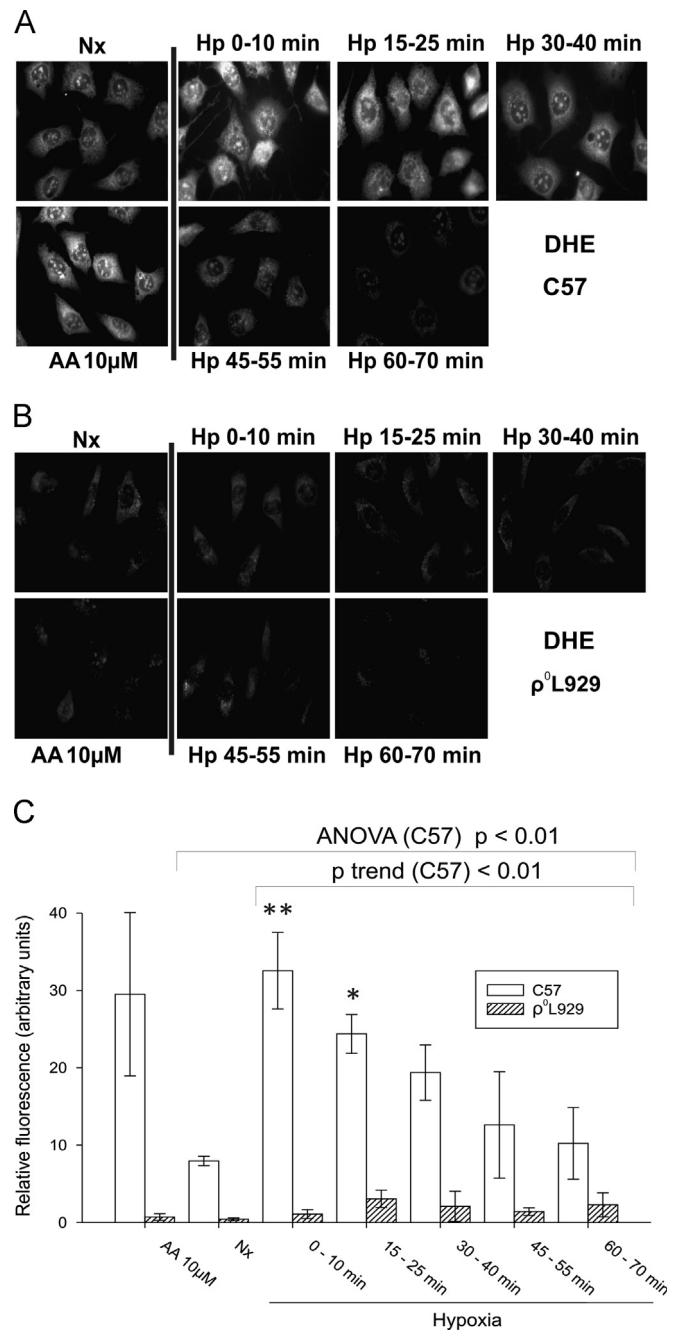 A
Nx
Hp 0-10 min
Hp 15-25 min
Hp 30-40 min
DHE
C57
AA 10µM
Hp 45-55 min
Hp 60-70 min
B
Nx
Hp 0-10 min
Hp 15-25 min
Hp 30-40 min
DHE
ρ⁰L929
AA 10µM
Hp 45-55 min
Hp 60-70 min
C
ANOVA (C57) p < 0.01
p trend (C57) < 0.01
Relative fluorescence (arbitrary units)
40
30
20
10
0
**
*
C57
ρ⁰L929
AA 10µM
Nx
0 - 10 min
15 - 25 min
30 - 40 min
45 - 55 min
60 - 70 min
Hypoxia